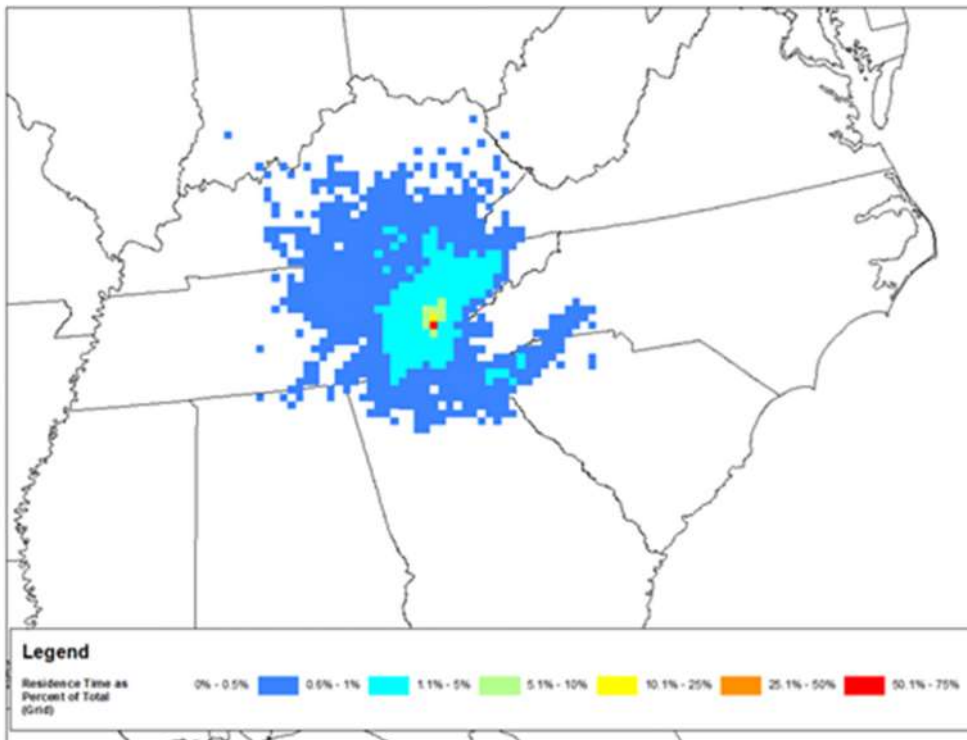 Legend
Residence Time as
Percent of Total
(Grid)
0% - 0.5% 0.6% - 1% 1.1% - 5% 5.1% - 10% 10.1% - 25% 25.1% - 50% 50.1% - 75%